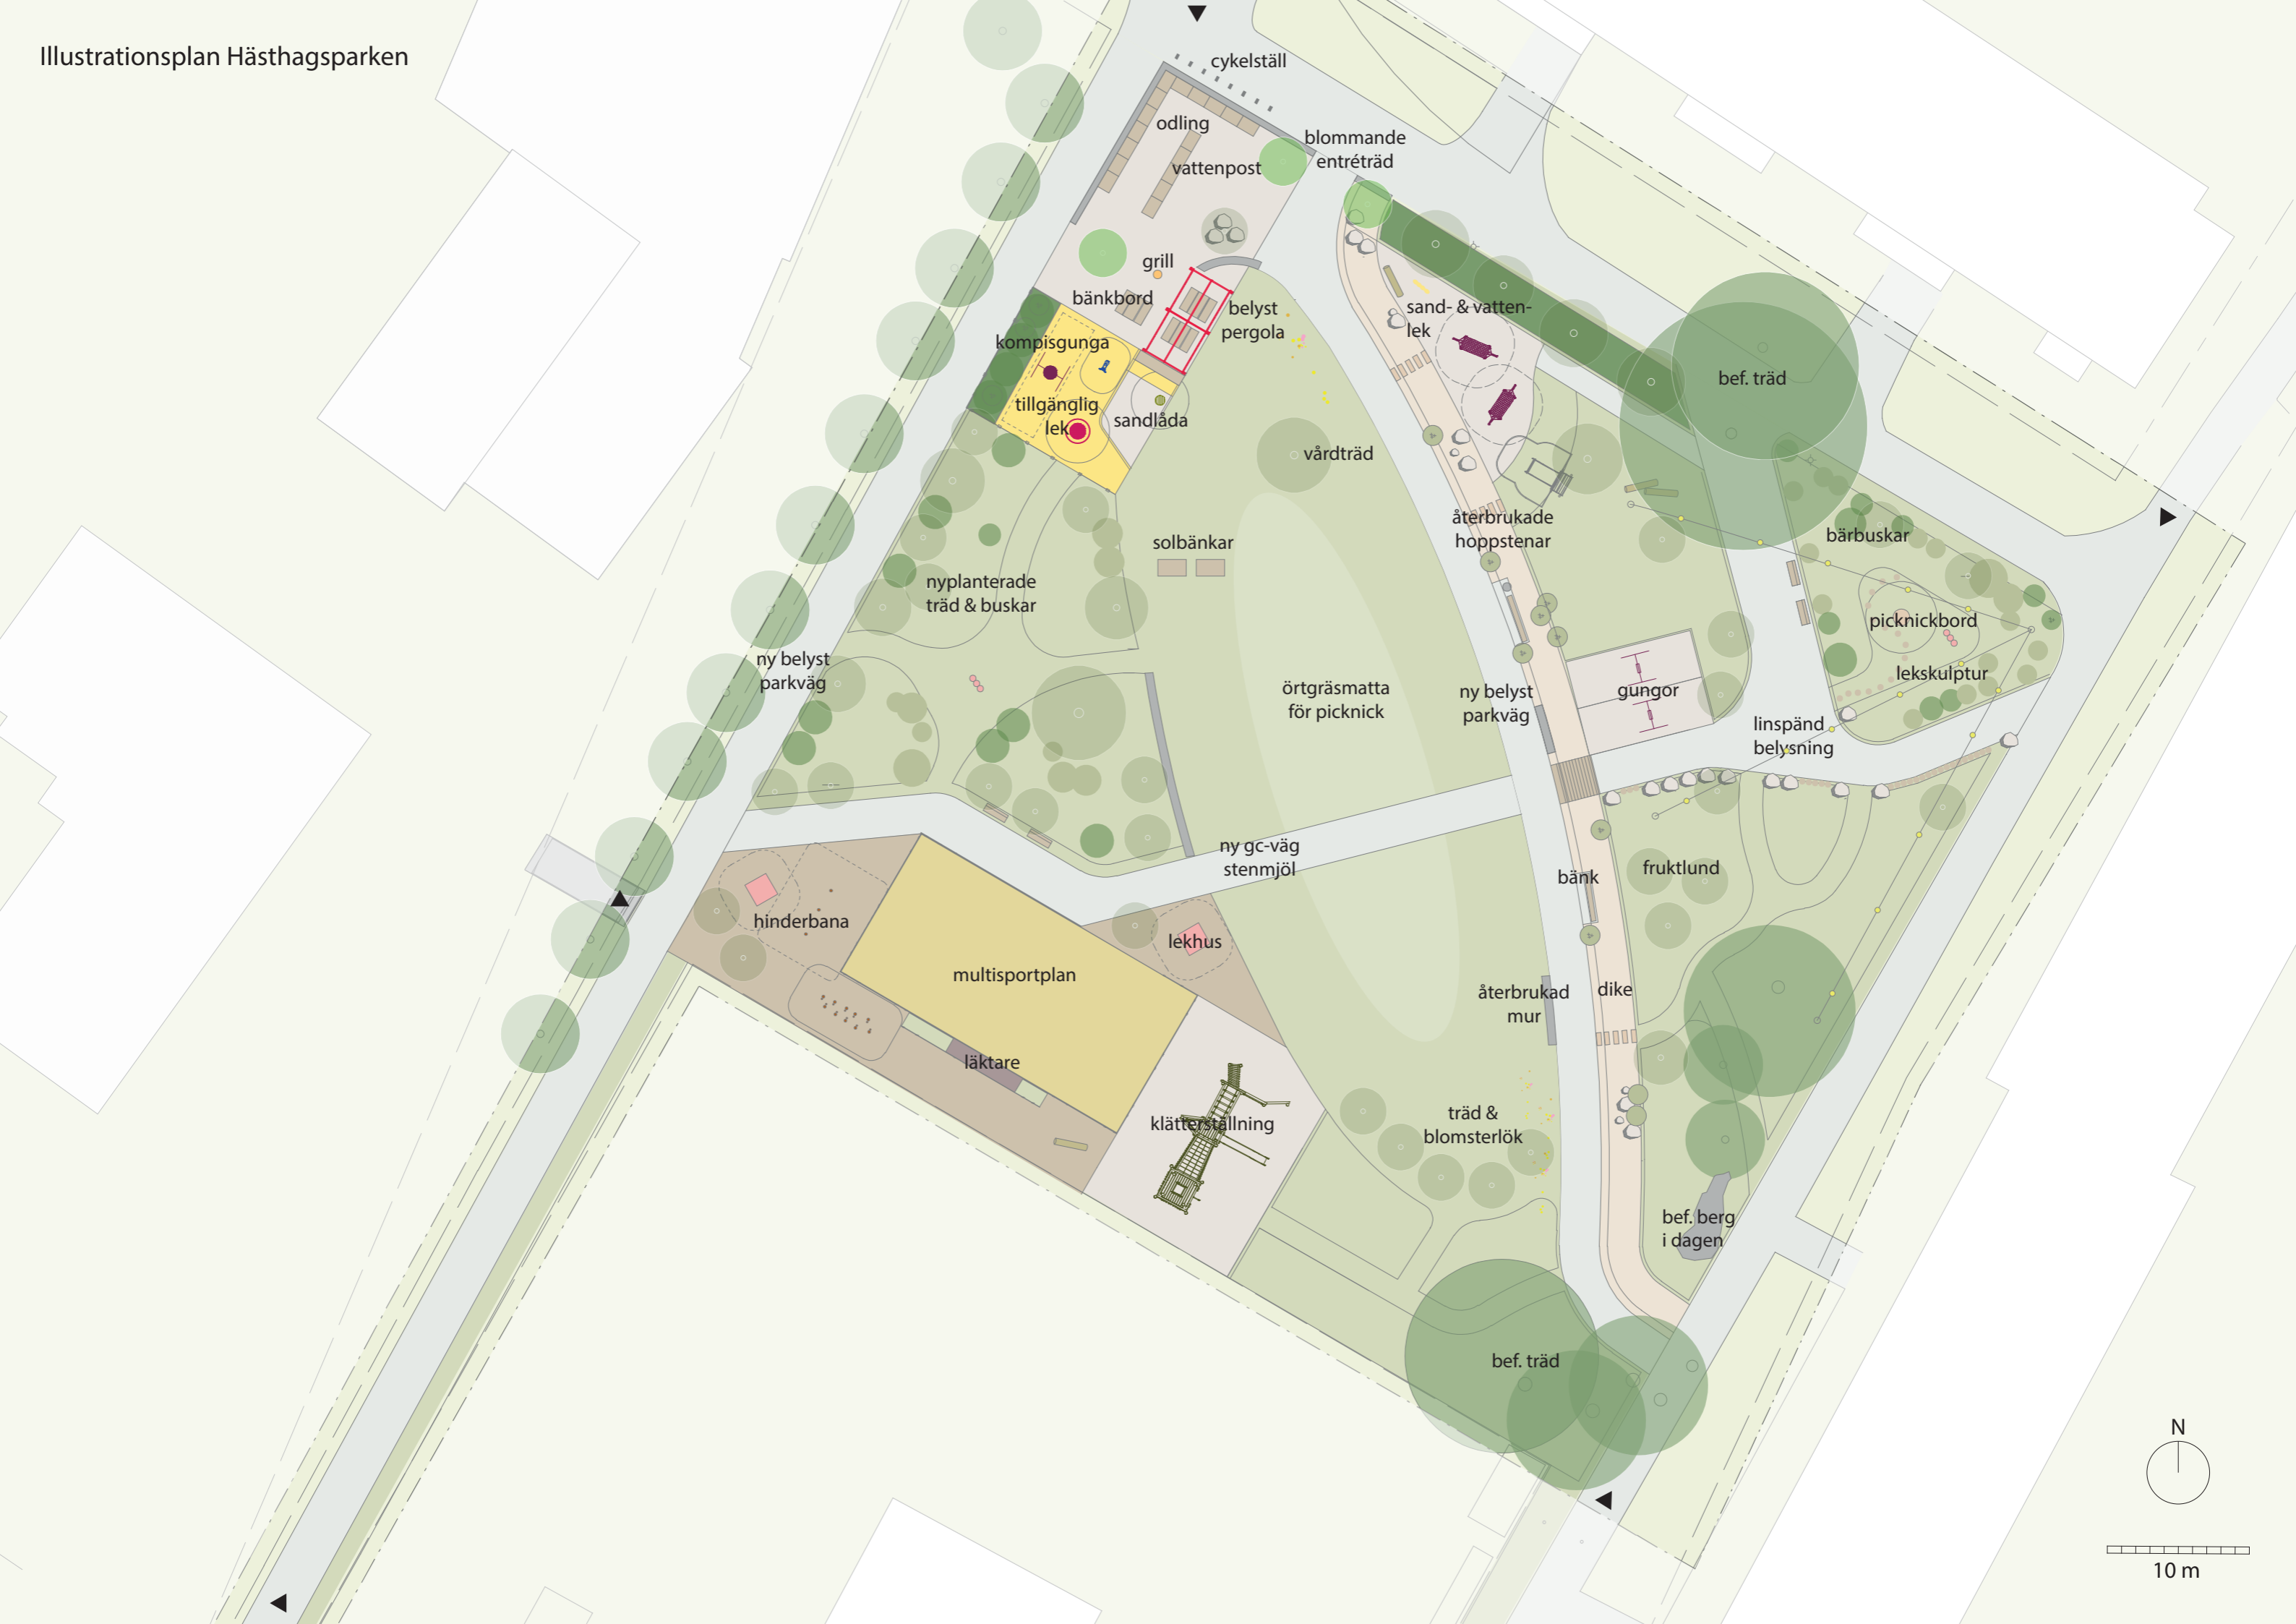 Illustrationsplan Hästhagsparken
cykelställ
odling
blommande
entréträd
vattenpost
grill
bänkbord
belyst
pergola
sand- & vatten-
lek
kompisgunga
bef. träd
tillgänglig
lek
sandlåda
vårdträd
återbrukade
hoppstenar
bärbuskar
solbänkar
nyplanterade
träd & buskar
picknickbord
ny belyst
parkväg
lekskulptur
örtgräsmatta
för picknick
ny belyst
parkväg
gungor
linspänd
belysning
ny gc-väg
stenmjöl
bänk
fruktlund
hinderbana
lekhus
multisportplan
återbrukad
mur
dike
läktare
klätterställning
träd &
blomsterlök
bef. berg
i dagen
bef. träd
N
10 m